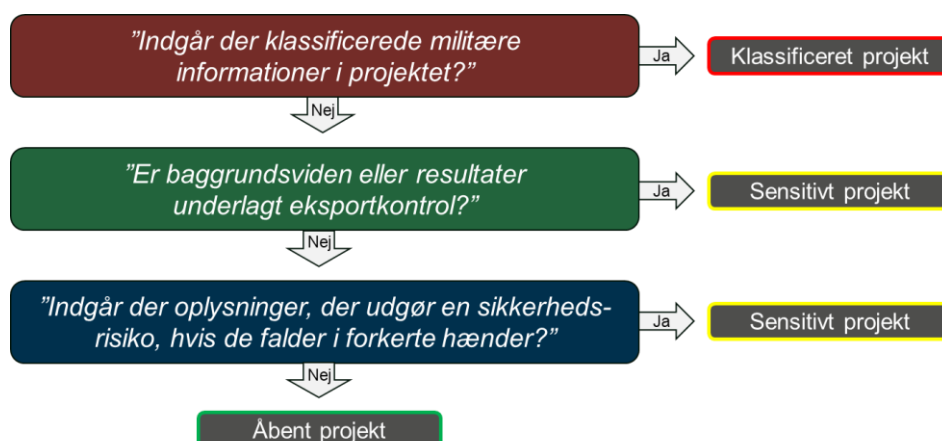 ”Indgår der klassificerede militære
informationer i projektet?”
Ja
Klassificeret projekt
Nej
”Er baggrundsviden eller resultater
underlagt eksportkontrol?”
Ja
Sensitivt projekt
Nej
”Indgår der oplysninger, der udgør en sikkerheds-
risiko, hvis de falder i forkerte hænder?”
Ja
Sensitivt projekt
Nej
Åbent projekt